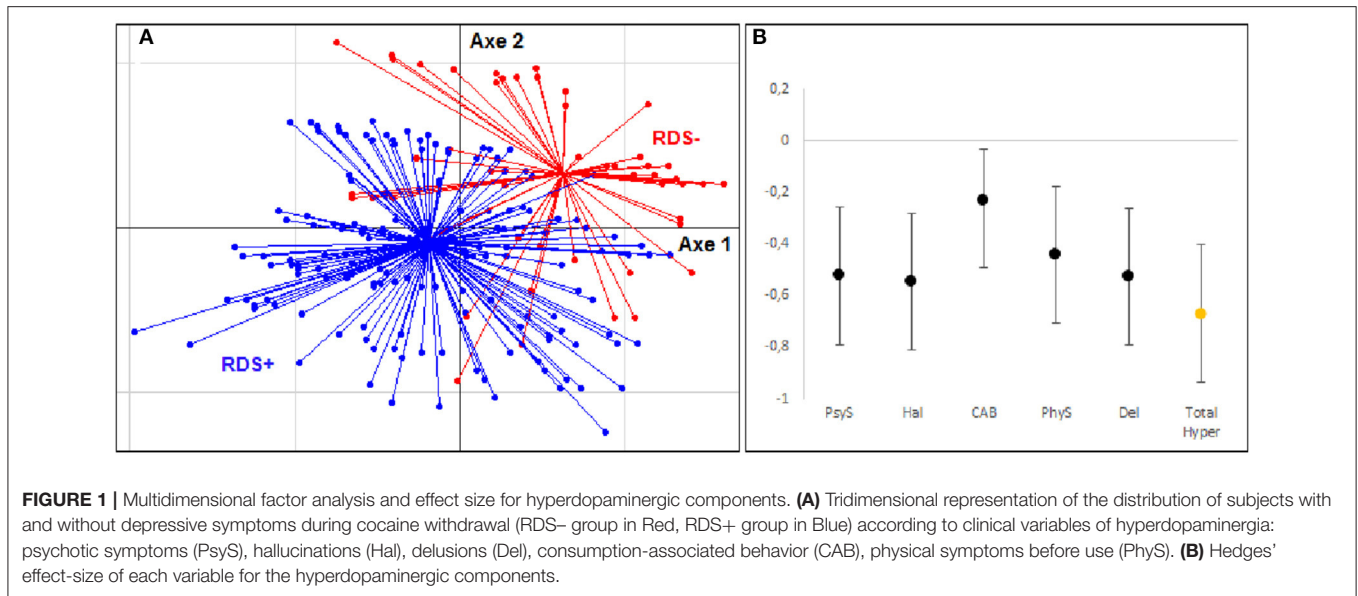 A
Axe 2
RDS-
Axe 1
RDS+
B
0,2
0
-0,2
-0,4
-0,6
-0,8
-1
PsyS
Hal
CAB
PhyS
Del
Total
Hyper
FIGURE 1 | Multidimensional factor analysis and effect size for hyperdopaminergic components. (A) Tridimensional representation of the distribution of subjects with
and without depressive symptoms during cocaine withdrawal (RDS– group in Red, RDS+ group in Blue) according to clinical variables of hyperdopaminergia:
psychotic symptoms (PsyS), hallucinations (Hal), delusions (Del), consumption-associated behavior (CAB), physical symptoms before use (PhyS). (B) Hedges'
effect-size of each variable for the hyperdopaminergic components.